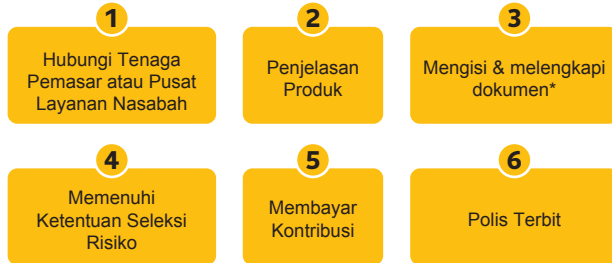 1
Hubungi Tenaga
Pemasar atau Pusat
Layanan Nasabah
2
Penjelasan
Produk
3
Mengisi & melengkapi
dokumen*
4
Memenuhi
Ketentuan Seleksi
Risiko
5
Membayar
Kontribusi
6
Polis Terbit